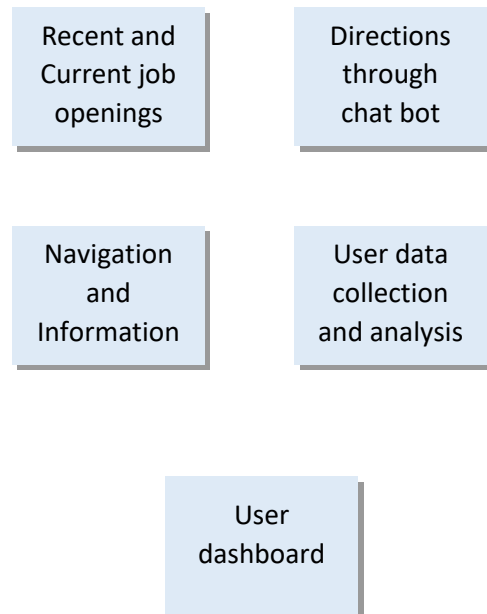 Recent and
Current job
openings
Directions
through
chat bot
Navigation
and
Information
User data
collection
and analysis
User
dashboard